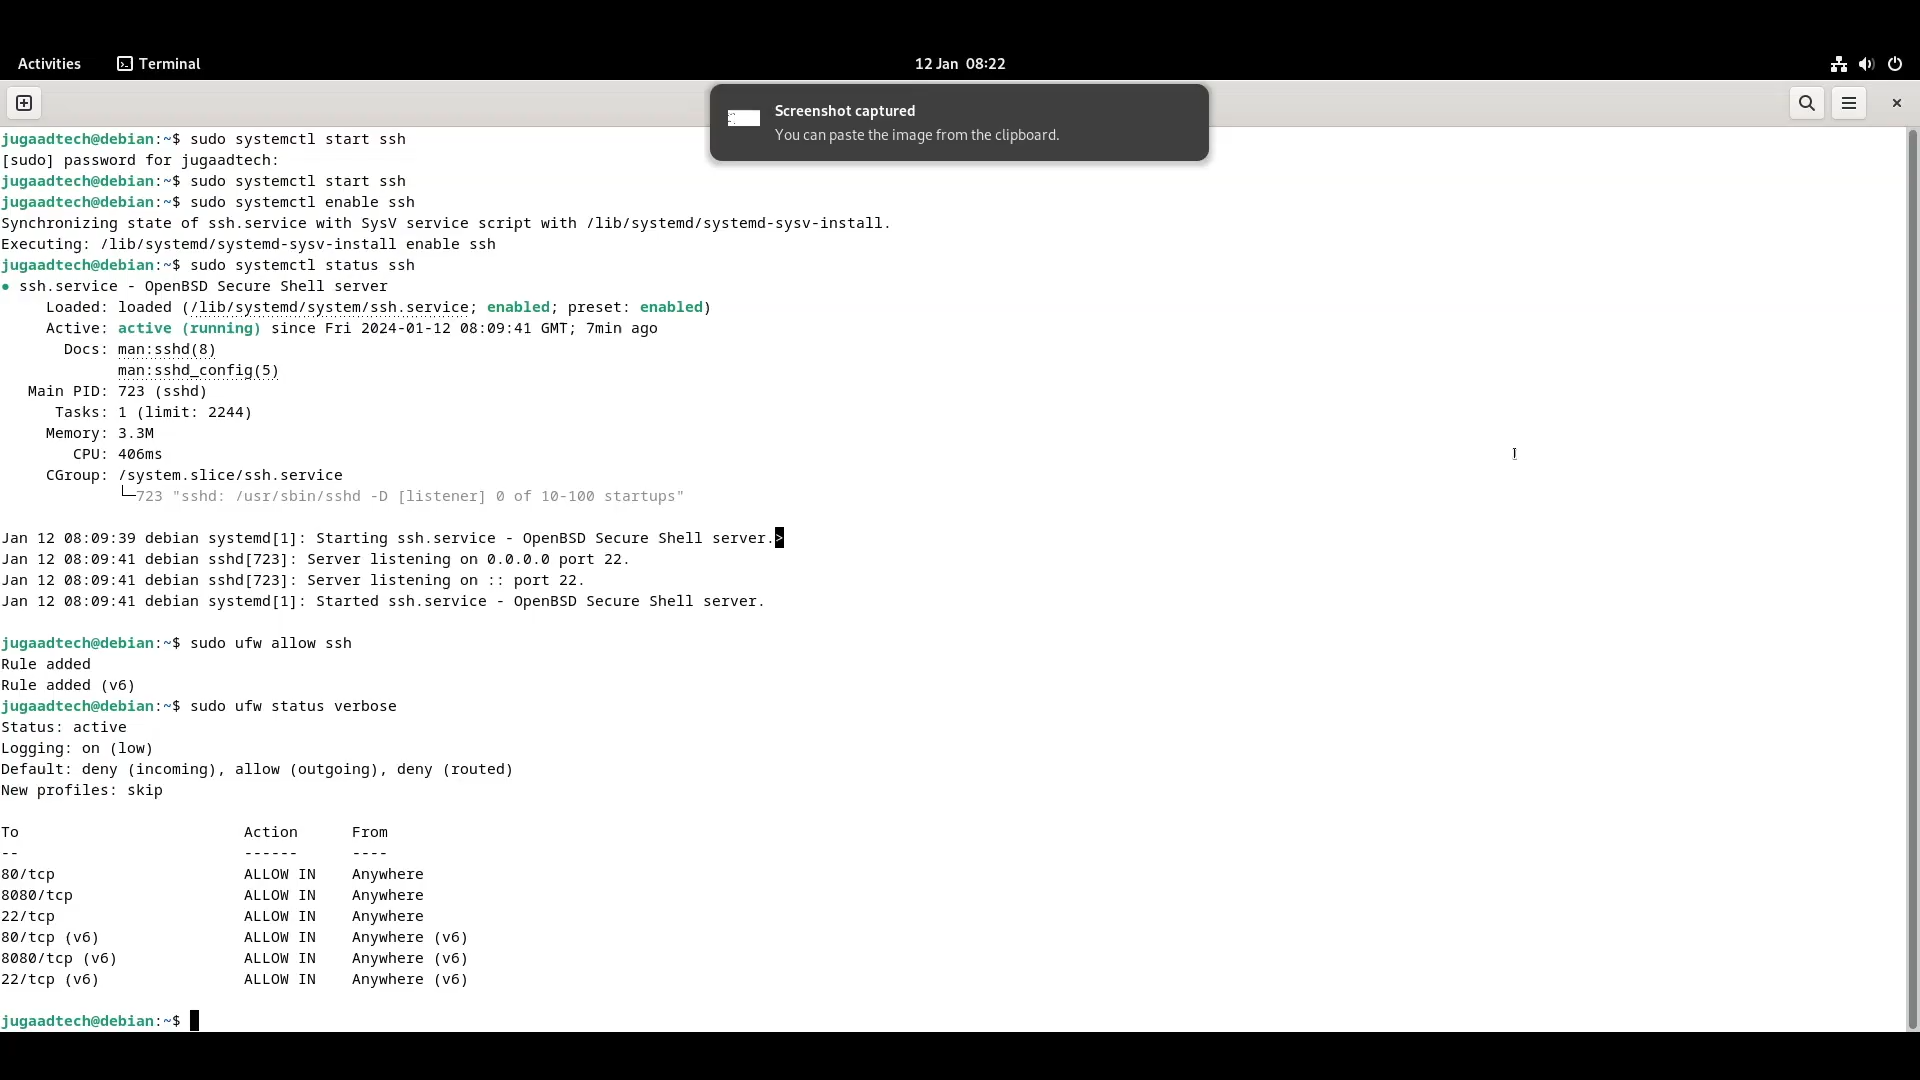 Activities Terminal 12 Jan 08:22
Screenshot captured
You can paste the image from the clipboard.
jugaadtech@debian:~$ sudo systemctl start ssh
[sudo] password for jugaadtech:
jugaadtech@debian:~$ sudo systemctl start ssh
jugaadtech@debian:~$ sudo systemctl enable ssh
Synchronizing state of ssh.service with SysV service script with /lib/systemd/systemd-sysv-install.
Executing: /lib/systemd/systemd-sysv-install enable ssh
jugaadtech@debian:~$ sudo systemctl status ssh
● ssh.service - OpenBSD Secure Shell server
     Loaded: loaded (/lib/systemd/system/ssh.service; enabled; preset: enabled)
     Active: active (running) since Fri 2024-01-12 08:09:41 GMT; 7min ago
       Docs: man:sshd(8)
             man:sshd_config(5)
   Main PID: 723 (sshd)
      Tasks: 1 (limit: 2244)
     Memory: 3.3M
        CPU: 406ms
     CGroup: /system.slice/ssh.service
             └─723 "sshd: /usr/sbin/sshd -D [listener] 0 of 10-100 startups"
Jan 12 08:09:39 debian systemd[1]: Starting ssh.service - OpenBSD Secure Shell server.>
Jan 12 08:09:41 debian sshd[723]: Server listening on 0.0.0.0 port 22.
Jan 12 08:09:41 debian sshd[723]: Server listening on :: port 22.
Jan 12 08:09:41 debian systemd[1]: Started ssh.service - OpenBSD Secure Shell server.
jugaadtech@debian:~$ sudo ufw allow ssh
Rule added
Rule added (v6)
jugaadtech@debian:~$ sudo ufw status verbose
Status: active
Logging: on (low)
Default: deny (incoming), allow (outgoing), deny (routed)
New profiles: skip
To                         Action      From
--                         ------      ----
80/tcp                     ALLOW IN    Anywhere
8080/tcp                   ALLOW IN    Anywhere
22/tcp                     ALLOW IN    Anywhere
80/tcp (v6)                ALLOW IN    Anywhere (v6)
8080/tcp (v6)              ALLOW IN    Anywhere (v6)
22/tcp (v6)                ALLOW IN    Anywhere (v6)
jugaadtech@debian:~$